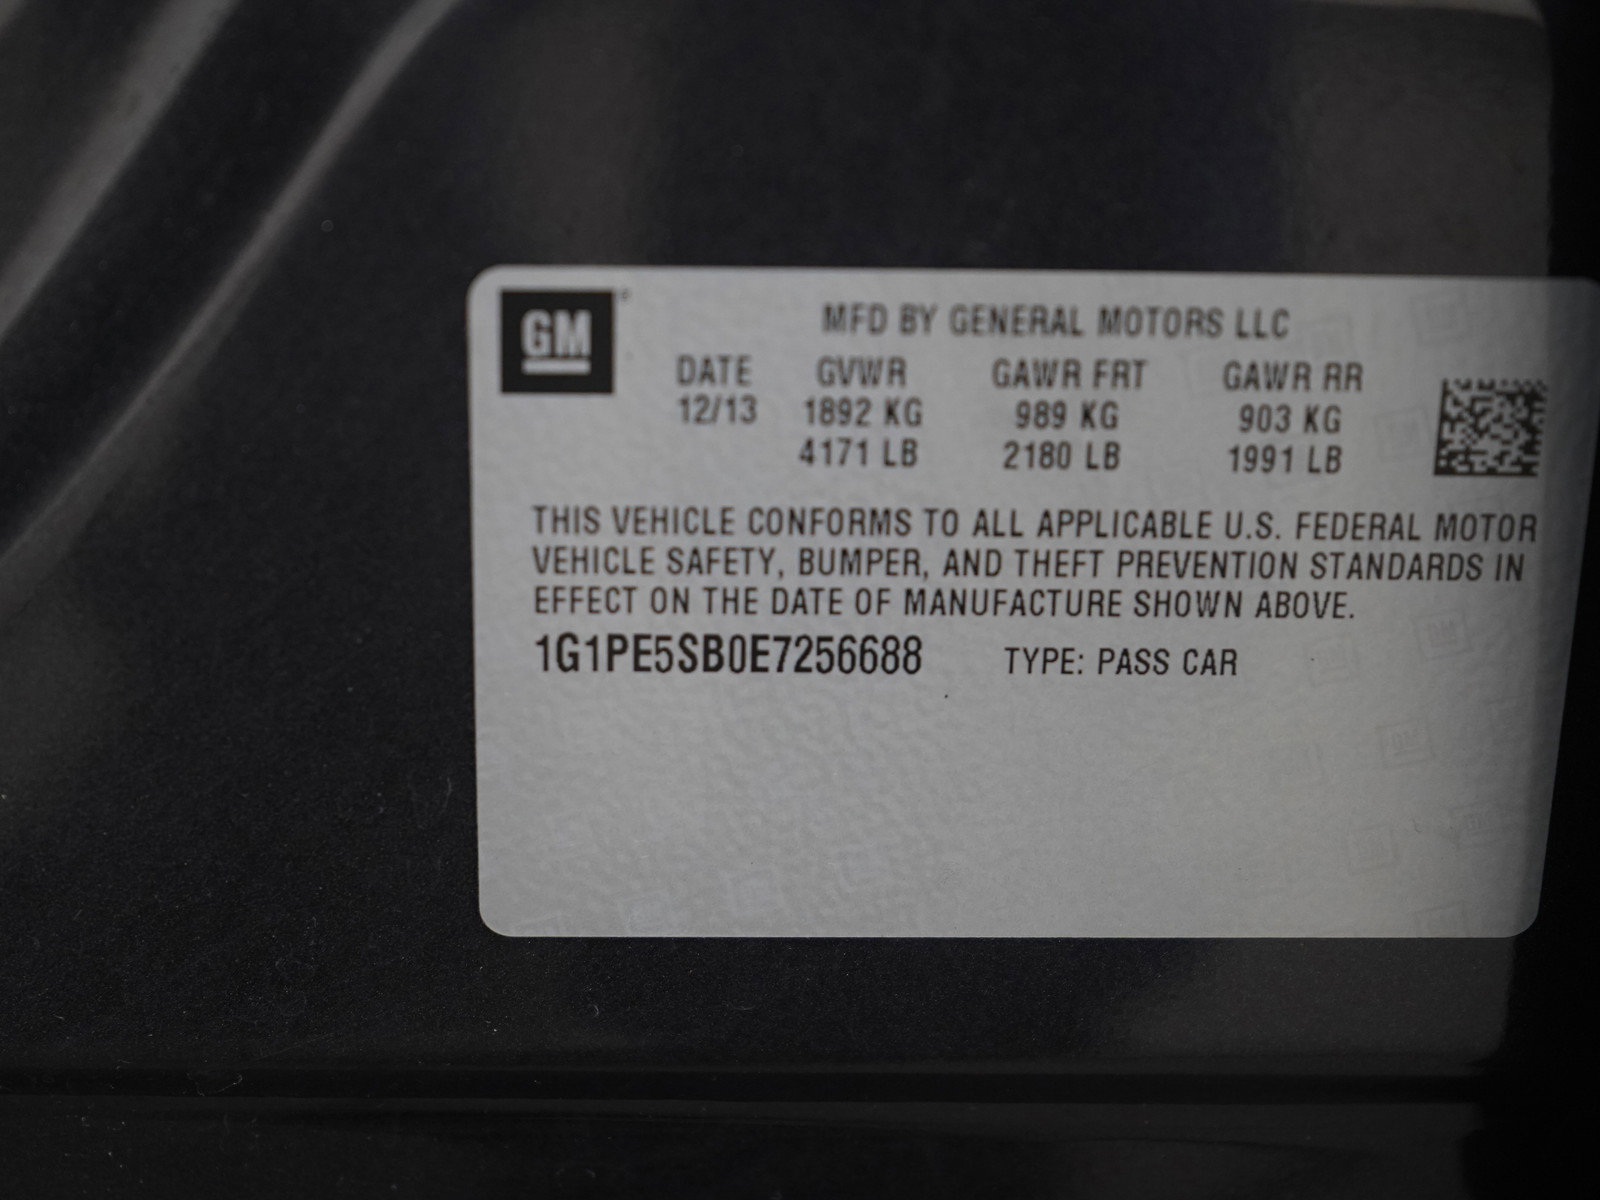 GM®
MFD BY GENERAL MOTORS LLC
DATE GVWR GAWR FRT GAWR RR
12/13 1892 KG 989 KG 903 KG
4171 LB 2180 LB 1991 LB
THIS VEHICLE CONFORMS TO ALL APPLICABLE U.S. FEDERAL MOTOR
VEHICLE SAFETY, BUMPER, AND THEFT PREVENTION STANDARDS IN
EFFECT ON THE DATE OF MANUFACTURE SHOWN ABOVE.
1G1PE5SB0E7256688 TYPE: PASS CAR